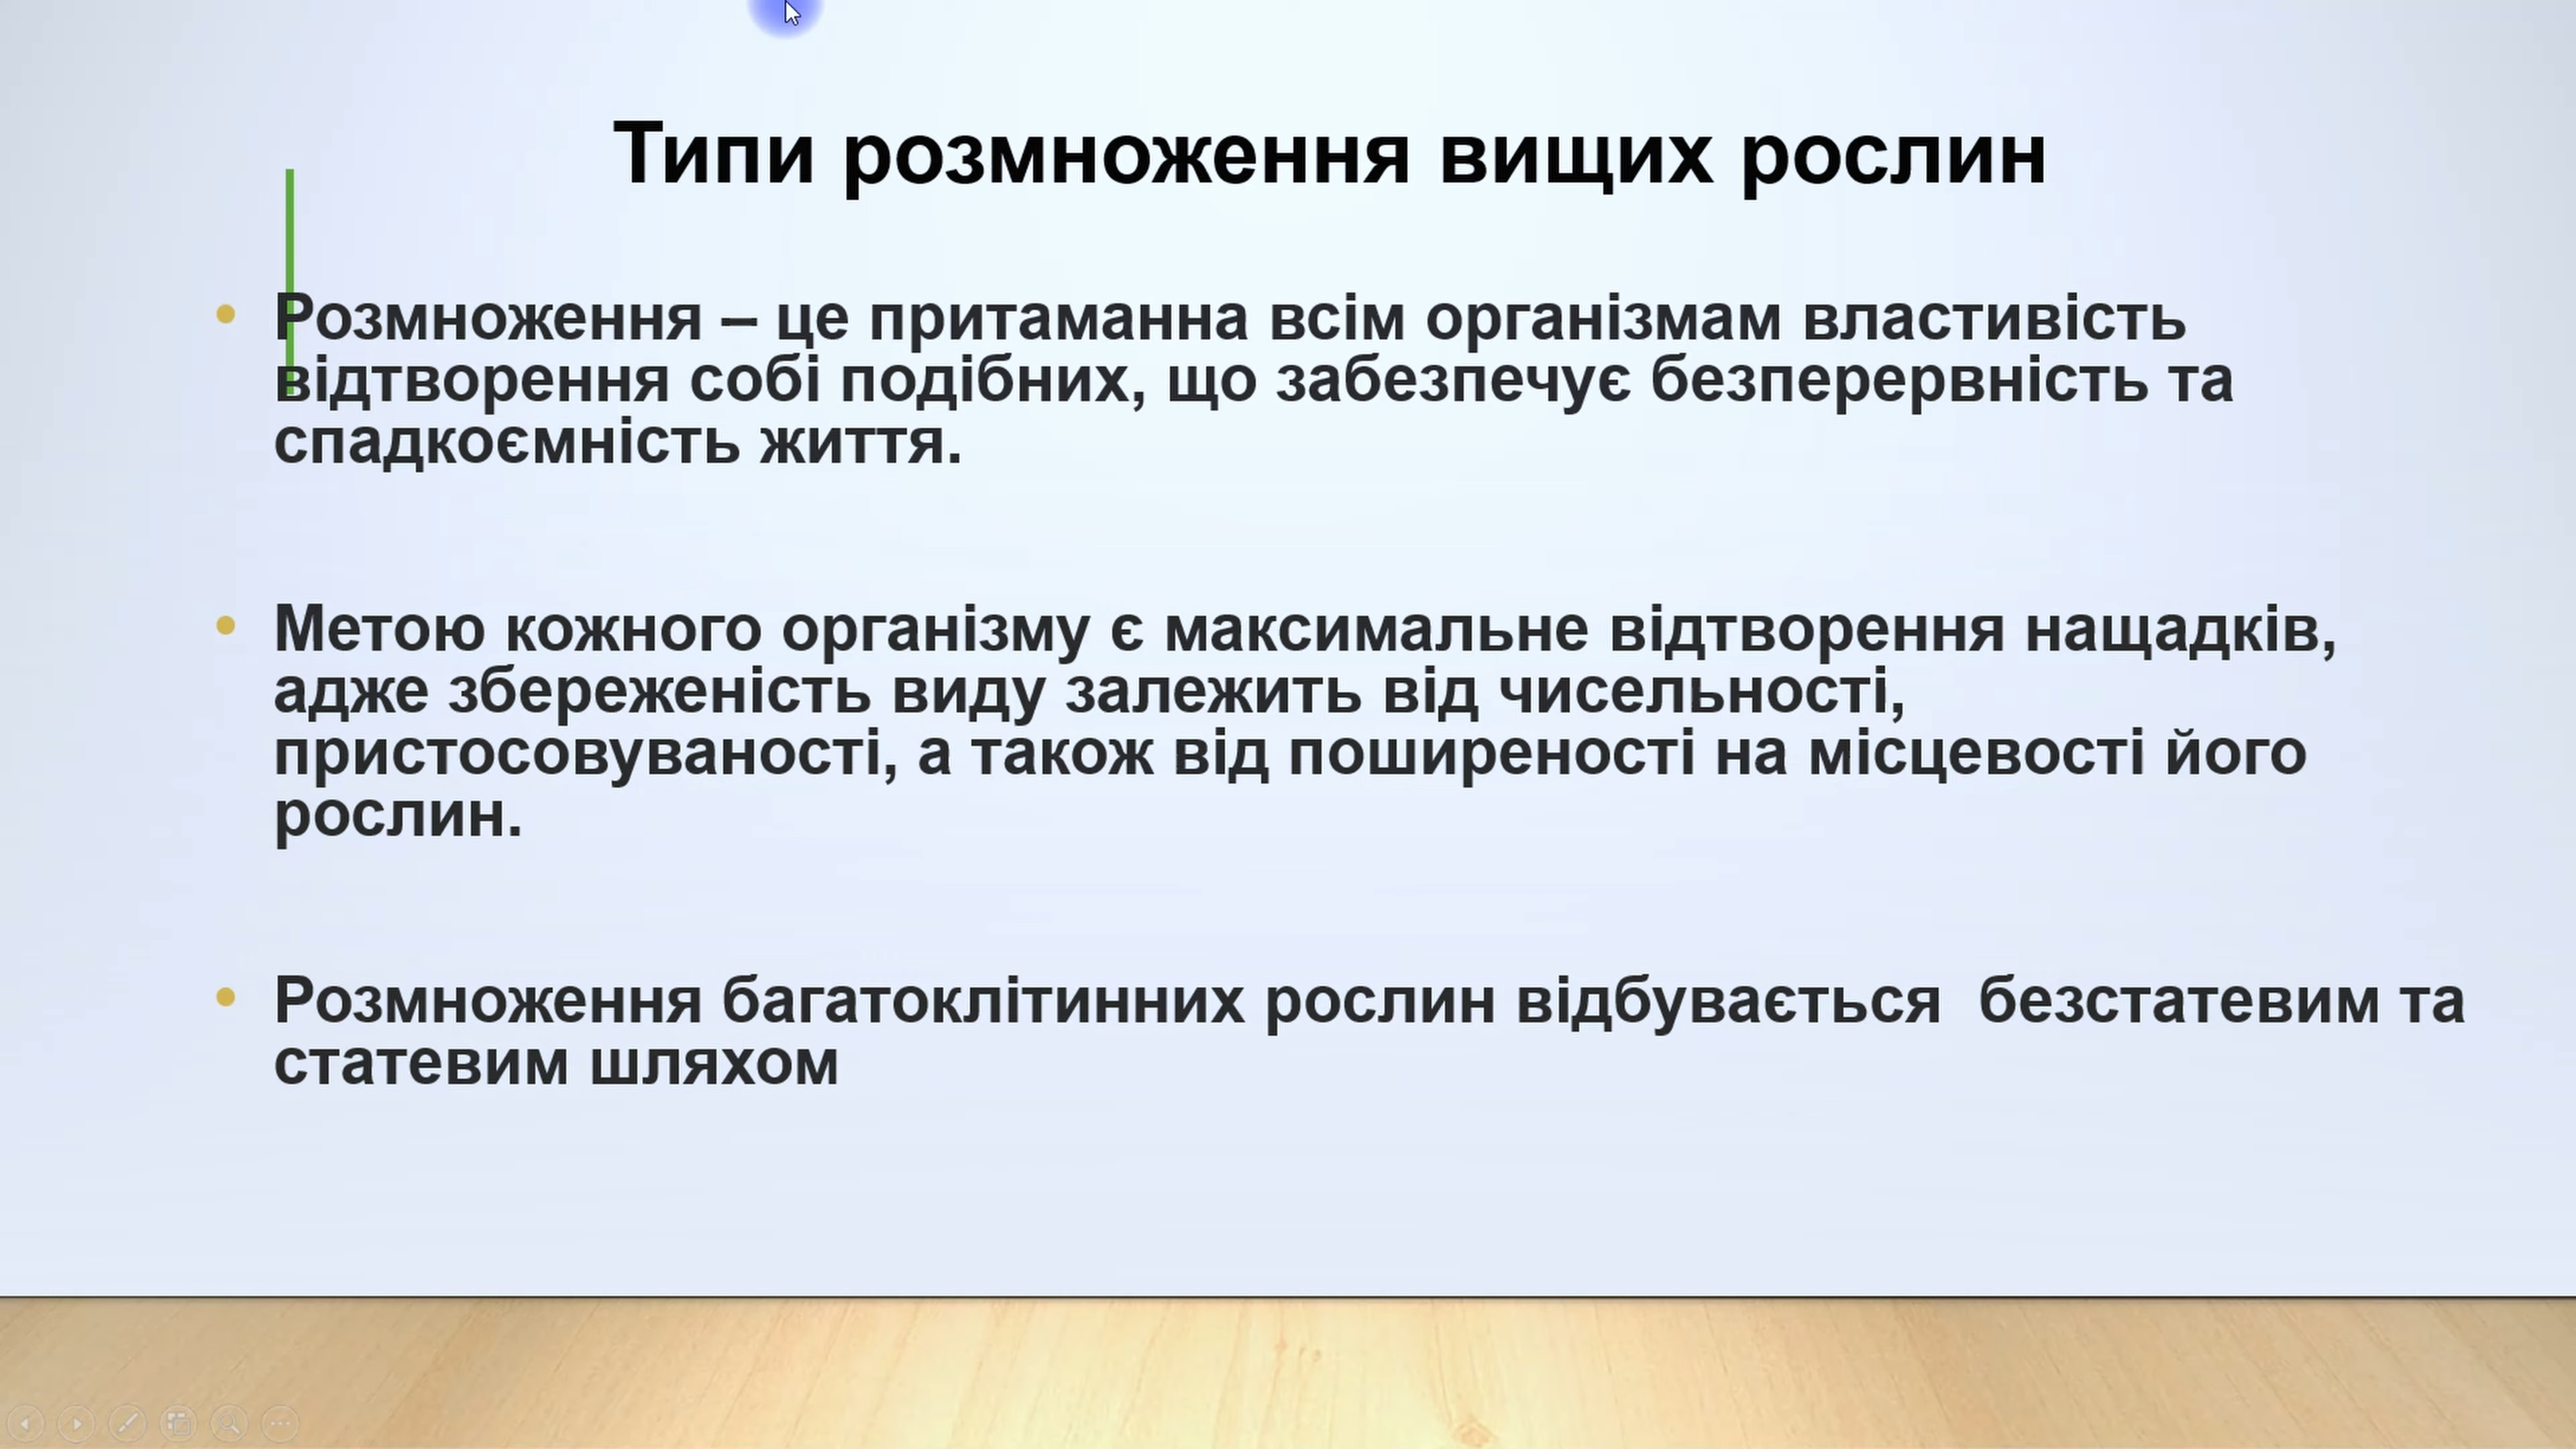 Типи розмноження вищих рослин
• Розмноження – це притаманна всім організмам властивість
відтворення собі подібних, що забезпечує безперервність та
спадкоємність життя.
• Метою кожного організму є максимальне відтворення нащадків,
адже збереженість виду залежить від чисельності,
пристосовуваності, а також від поширеності на місцевості його
рослин.
• Розмноження багатоклітинних рослин відбувається  безстатевим та
статевим шляхом